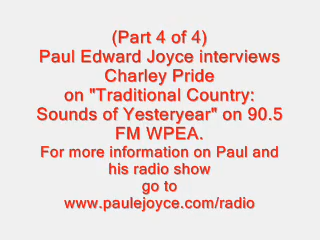 (Part 4 of 4)
Paul Edward Joyce interviews
Charley Pride
on "Traditional Country:
Sounds of Yesteryear" on 90.5
FM WPEA.
For more information on Paul and
his radio show
go to
www.paulejoyce.com/radio